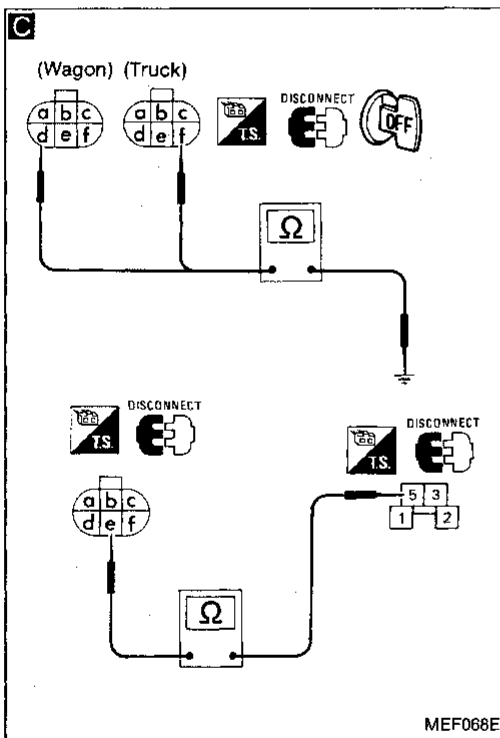 C
(Wagon) (Truck)
a b c
d e f
a b c
d e f
T.S.
DISCONNECT
OFF
Ω
T.S.
DISCONNECT
T.S.
DISCONNECT
a b c
d e f
5 3
1 2
Ω
MEF068E